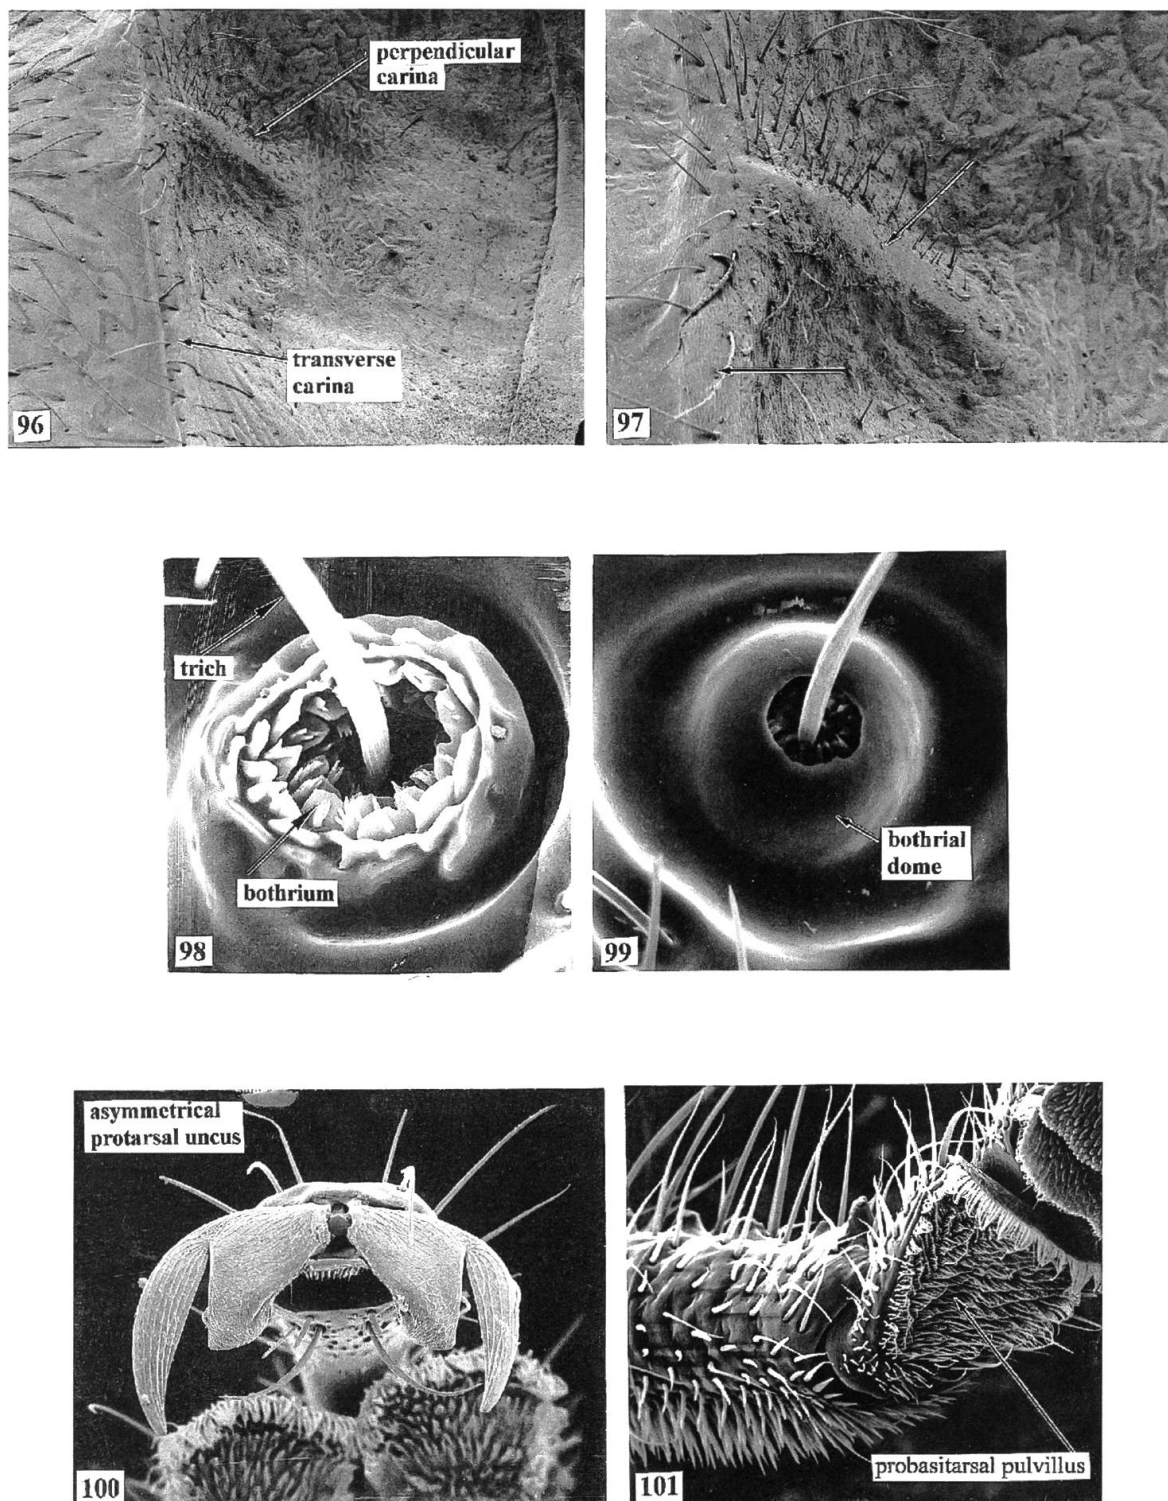 perpendicular
carina
transverse
carina
96
97
trich
bothrium
98
bothrial
dome
99
asymmetrical
protarsal uncus
100
probasitarsal pulvillus
101